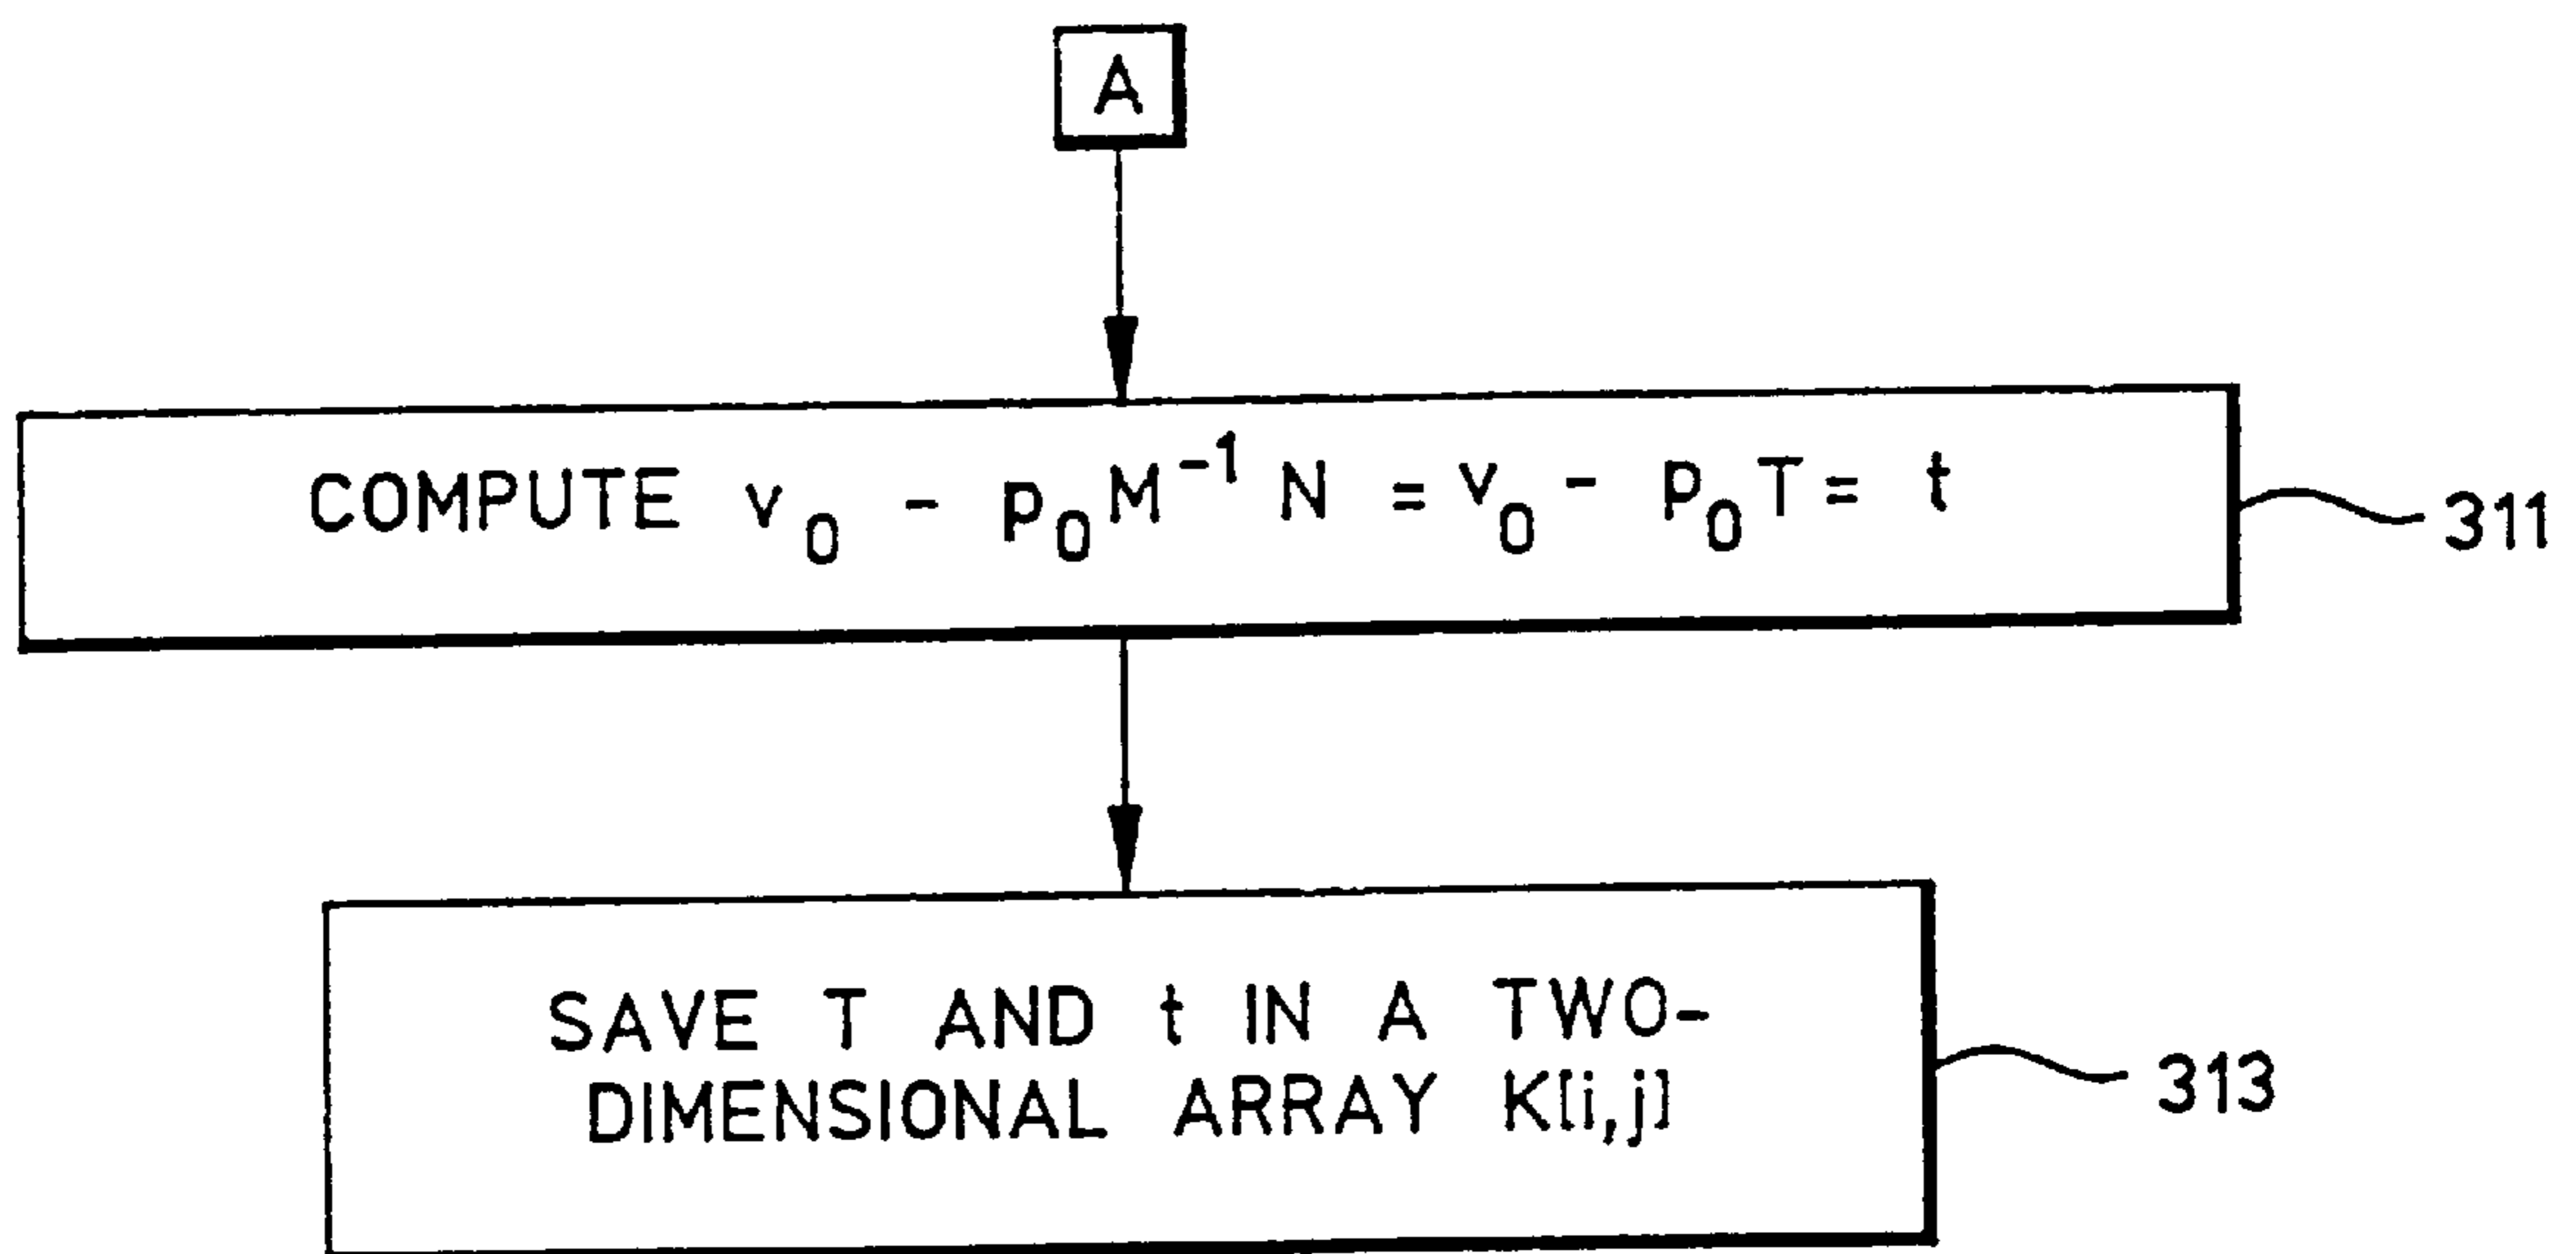 A
COMPUTE v₀ - p₀M⁻¹ N = v₀ - p₀T = t
311
SAVE T AND t IN A TWO-
DIMENSIONAL ARRAY K[i,j]
313